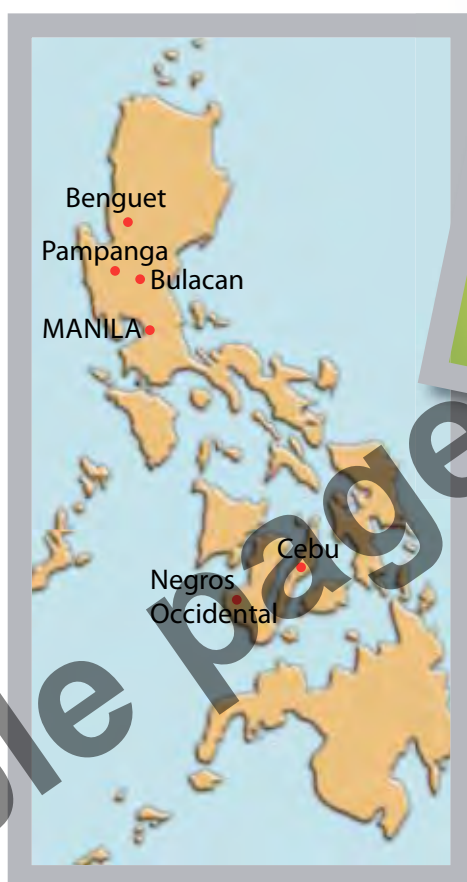 Benguet
Pampanga
Bulacan
MANILA
Cebu
Negros
Occidental
le page